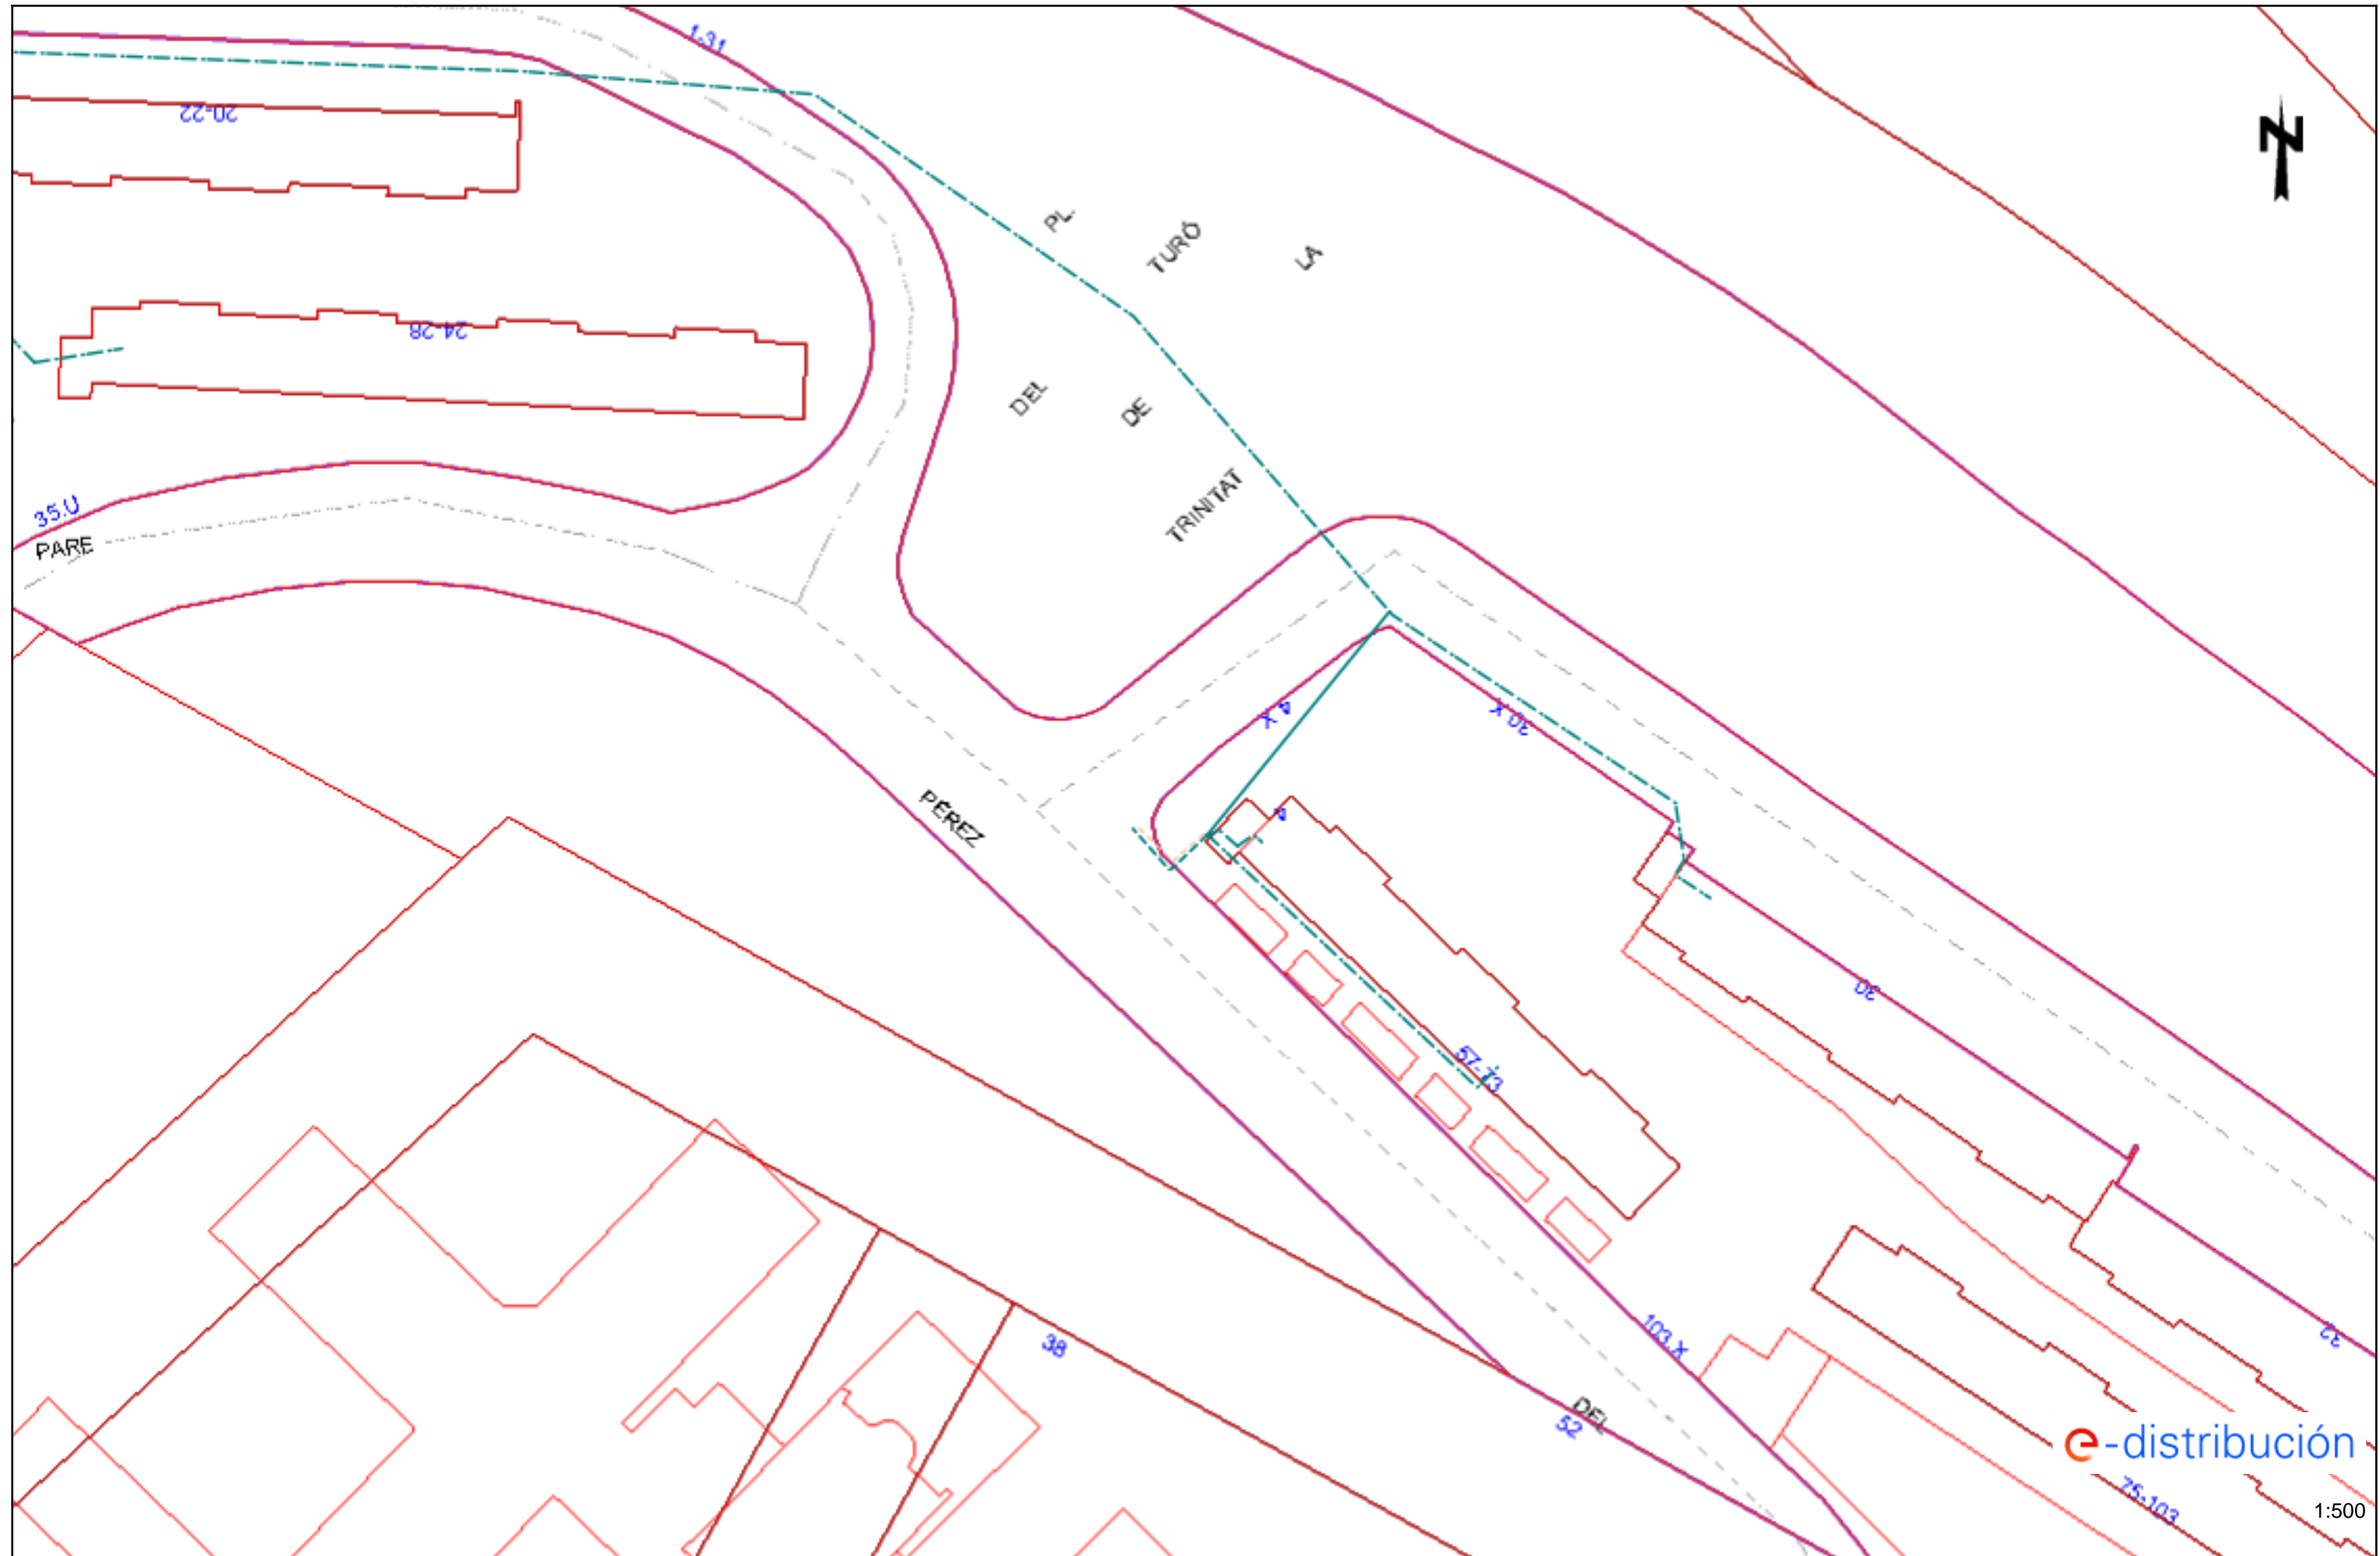 1-31
20-22
N
PL.
TURÓ
LA
24-28
DEL
DE
TRINITAT
35.U
PARE
4 X
30 X
PÉREZ
4
30
57-73
103.X
32
38
DEL
52
e-distribución
75-103
1:500